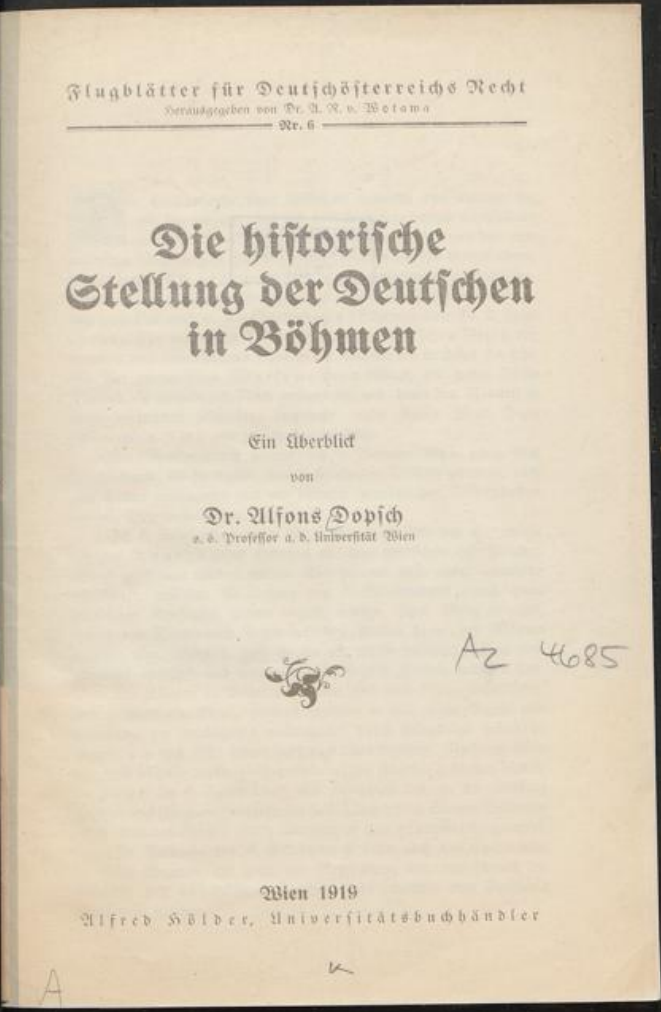 Flugblätter für Deutschösterreichs Recht
Herausgegeben von Dr. A. R. v. Wotawa
Nr. 6
Die historische
Stellung der Deutschen
in Böhmen
Ein Überblick
von
Dr. Alfons Dopsch
o. ö. Professor a. d. Universität Wien
Az 4685
Wien 1919
Alfred Hölder, Universitätsbuchhändler
A